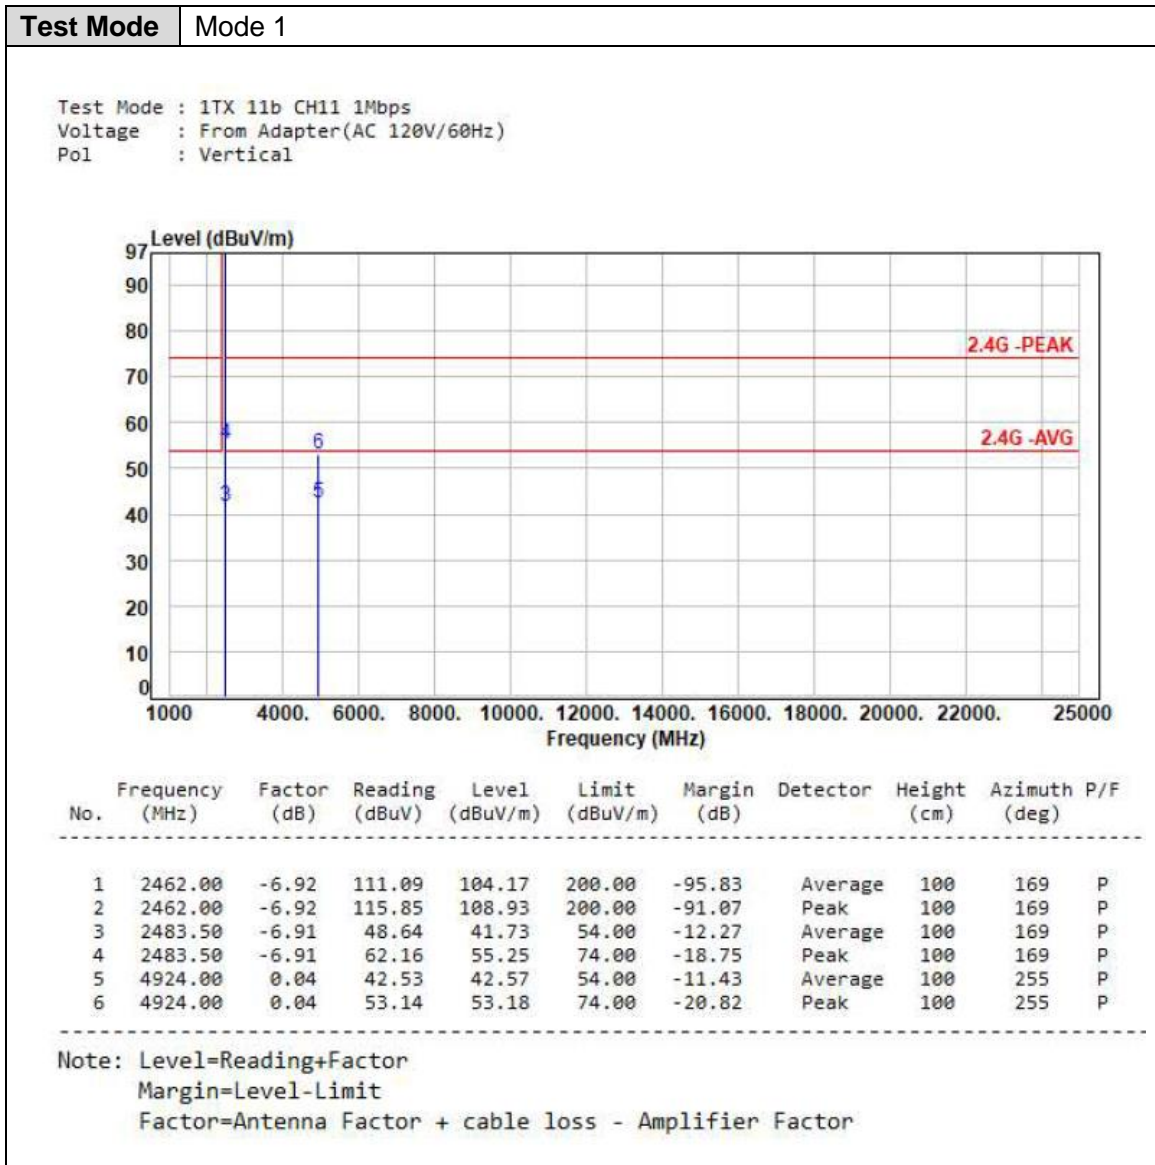 Test Mode Mode 1
Test Mode : 1TX 11b CH11 1Mbps
Voltage : From Adapter(AC 120V/60Hz)
Pol : Vertical
Level (dBuV/m)
97
90
80
2.4G -PEAK
70
60
4
6
2.4G -AVG
50
3
5
40
30
20
10
0
1000 4000. 6000. 8000. 10000. 12000. 14000. 16000. 18000. 20000. 22000. 25000
Frequency (MHz)
Frequency Factor Reading Level Limit Margin Detector Height Azimuth P/F
No. (MHz) (dB) (dBuV) (dBuV/m) (dBuV/m) (dB) (cm) (deg)
1 2462.00 -6.92 111.09 104.17 200.00 -95.83 Average 100 169 P
2 2462.00 -6.92 115.85 108.93 200.00 -91.07 Peak 100 169 P
3 2483.50 -6.91 48.64 41.73 54.00 -12.27 Average 100 169 P
4 2483.50 -6.91 62.16 55.25 74.00 -18.75 Peak 100 169 P
5 4924.00 0.04 42.53 42.57 54.00 -11.43 Average 100 255 P
6 4924.00 0.04 53.14 53.18 74.00 -20.82 Peak 100 255 P
Note: Level=Reading+Factor
Margin=Level-Limit
Factor=Antenna Factor + cable loss - Amplifier Factor